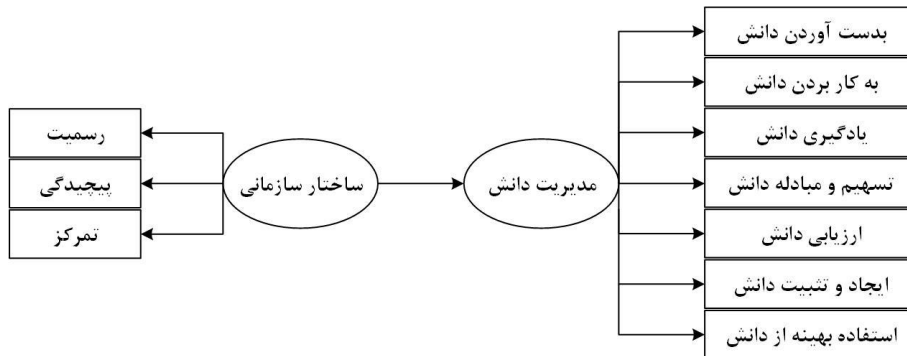 بدست آوردن دانش
به کار بردن دانش
یادگیری دانش
تسهیم و مبادله دانش
ارزیابی دانش
ایجاد و تثبیت دانش
استفاده بهینه از دانش
مدیریت دانش
ساختار سازمانی
رسمیت
پیچیدگی
تمرکز